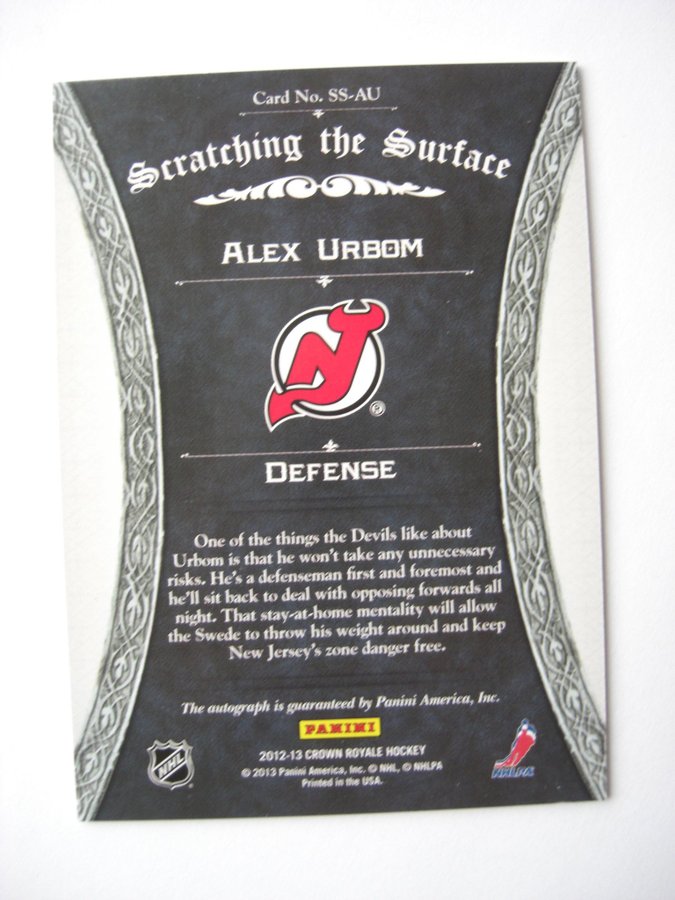 Card No. SS-AU
Scratching the Surface
ALEX URBOM
NJ
DEFENSE
One of the things the Devils like about
Urbom is that he won't take any unnecessary
risks. He's a defenseman first and foremost and
he'll sit back to deal with opposing forwards all
night. That stay-at-home mentality will allow
the Swede to throw his weight around and keep
New Jersey's zone danger free.
The autograph is guaranteed by Panini America, Inc.
PANINI
2012-13 CROWN ROYALE HOCKEY
© 2013 Panini America, Inc. © NHL, © NHLPA
Printed in the USA.
NHL
NHLPA